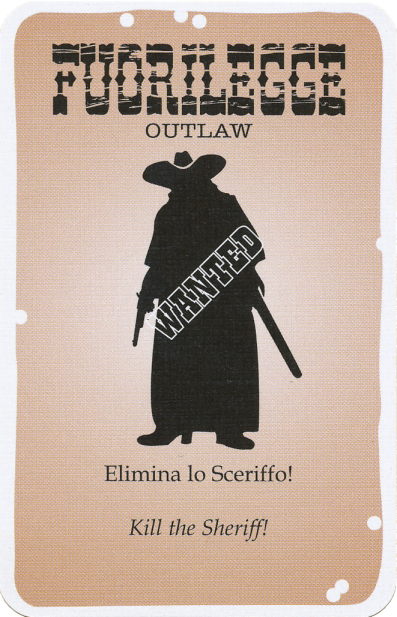 FUORILEGGE
OUTLAW
WANTED
Elimina lo Sceriffo!
Kill the Sheriff!